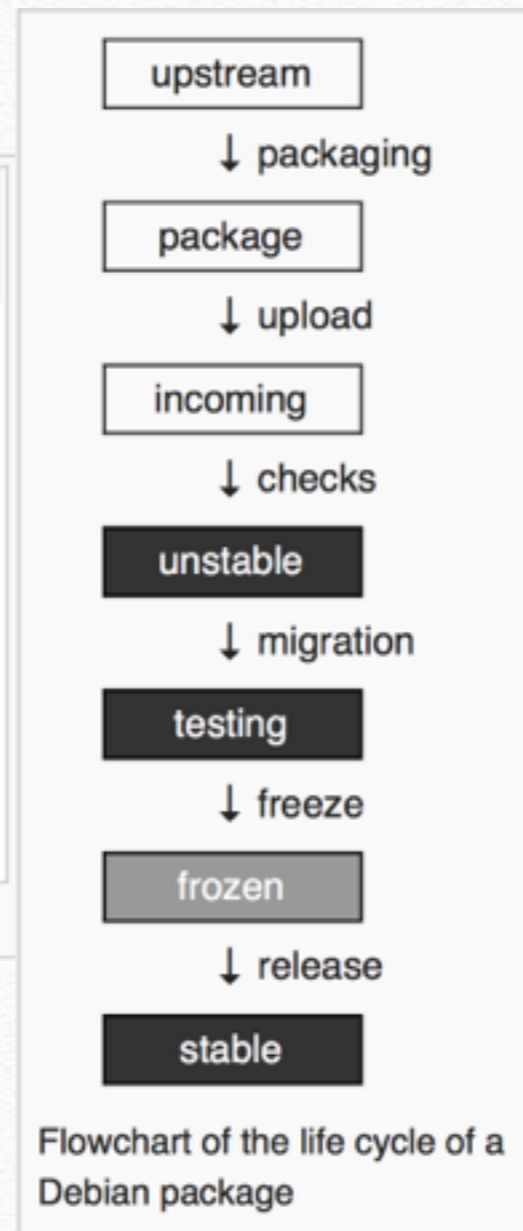 upstream
↓ packaging
package
↓ upload
incoming
↓ checks
unstable
↓ migration
testing
↓ freeze
frozen
↓ release
stable
Flowchart of the life cycle of a
Debian package